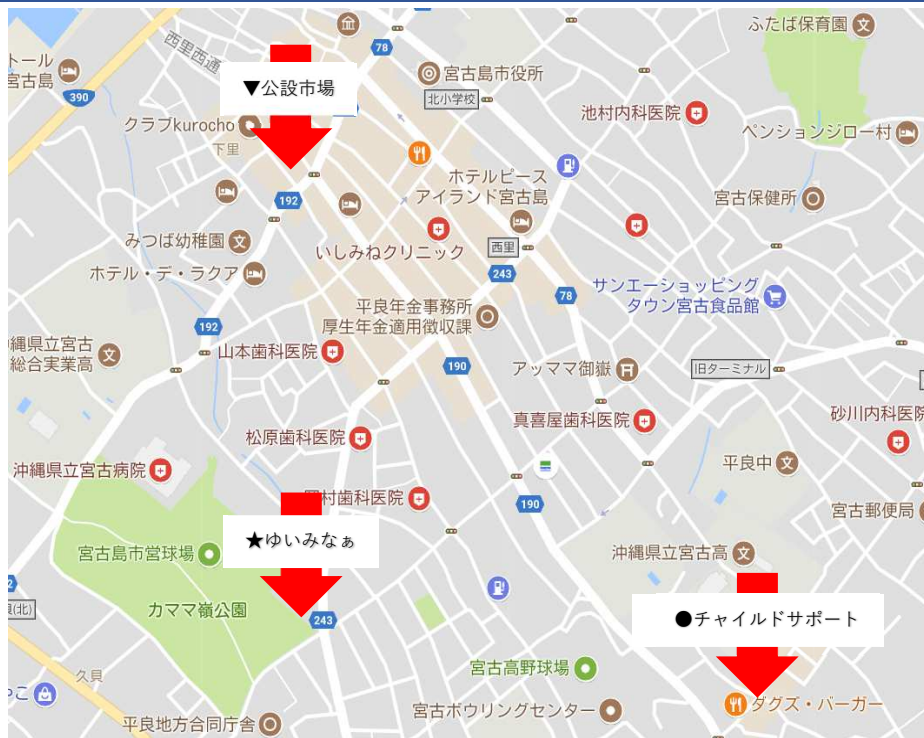 ふたば保育園
西里西通
78
トール
宮古島
宮古島市役所
390
▼公設市場
北小学校
池村内科医院
243
クラブkurocho
下里
ペンションジロー村
ホテルピース
アイランド宮古島
宮古保健所
192
みつば幼稚園
いしみねクリニック
西里
ホテル・デ・ラクア
243
サンエーショッピング
タウン宮古食品館
78
平良年金事務所
厚生年金適用徴収課
192
縄県立宮古
総合実業高
山本歯科医院
190
アッママ御嶽
旧ターミナル
真喜屋歯科医院
砂川内科医院
松原歯科医院
沖縄県立宮古病院
平良中
村歯科医院
190
宮古郵便局
★ゆいみなぁ
宮古島市営球場
沖縄県立宮古高
カママ嶺公園
(北)
243
●チャイルドサポート
宮古高野球場
久貝
こ
ダグズ・バーガー
平良地方合同庁舎
宮古ボウリングセンター